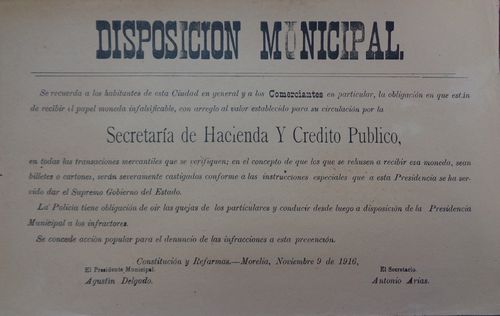 DISPOSICION MUNICIPAL.
Se recuerda a los habitantes de esta Ciudad en general y a los Comerciantes en particular, la obligación en que están
de recibir el papel moneda infalsificable, con arreglo al valor establecido para su circulación por la
Secretaría de Hacienda Y Credito Publico,
en todas las transacciones mercantiles que se verifiquen; en el concepto de que los que se rehusen a recibir esa moneda, sean
billetes o cartones, serán severamente castigados conforme a las instrucciones especiales que a esta Presidencia se ha ser-
vido dar el Supremo Gobierno del Estado.
La Policía tiene obligación de oir las quejas de los particulares y conducir desde luego a disposición de la Presidencia
Municipal a los infractores.
Se concede acción popular para el denuncio de las infracciones a esta prevención.
Constitución y Reformas.—Morelia, Noviembre 9 de 1916,
El Presidente Municipal. El Secretario.
Agustin Delgado. Antonio Arias.